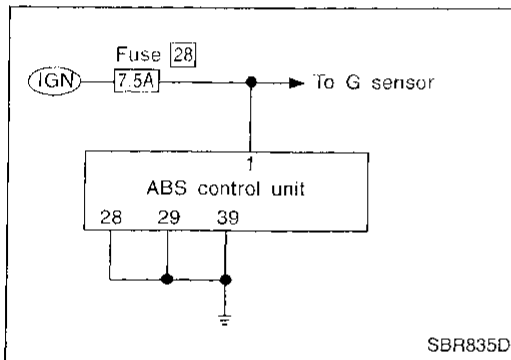 Fuse 28
IGN 7.5A To G sensor
1
ABS control unit
28 29 39
SBR835D